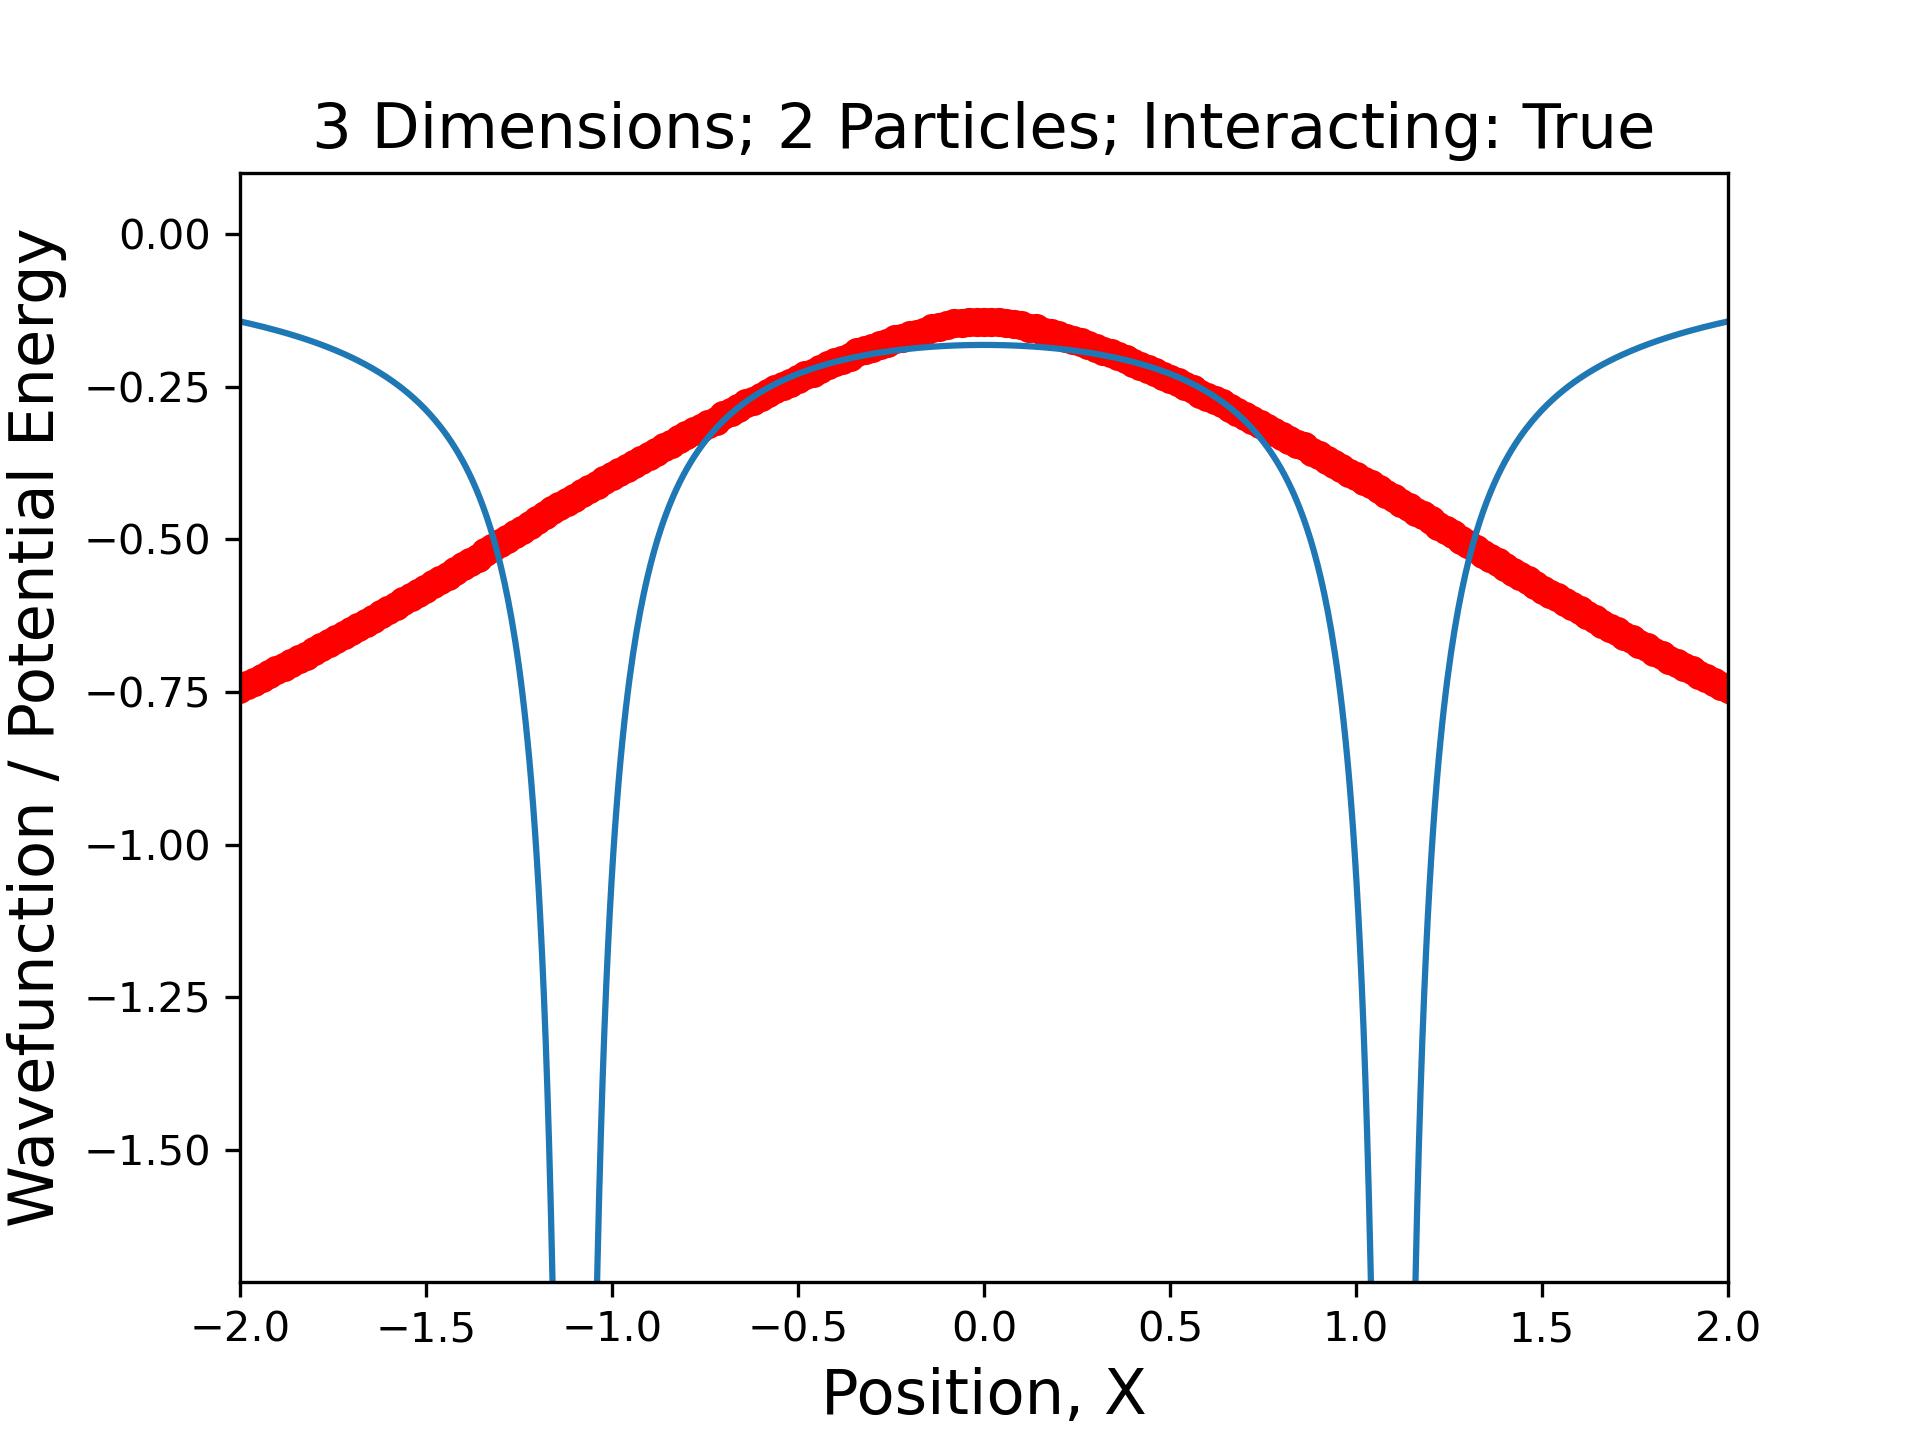 3 Dimensions; 2 Particles; Interacting: True
Wavefunction / Potential Energy
0.00
−0.25
−0.50
−0.75
−1.00
−1.25
−1.50
−2.0 −1.5 −1.0 −0.5 0.0 0.5 1.0 1.5 2.0
Position, X